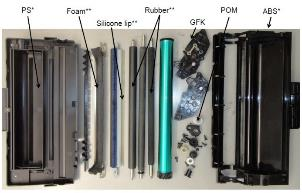 PS*
Foam**
Silicone lip**
Rubber**
GFK
POM
ABS*